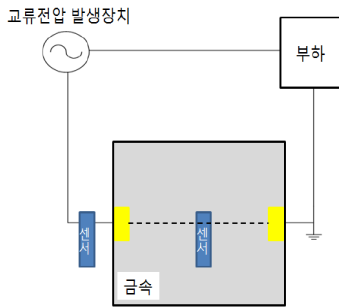 교류전압 발생장치
부하
센서
센서
금속